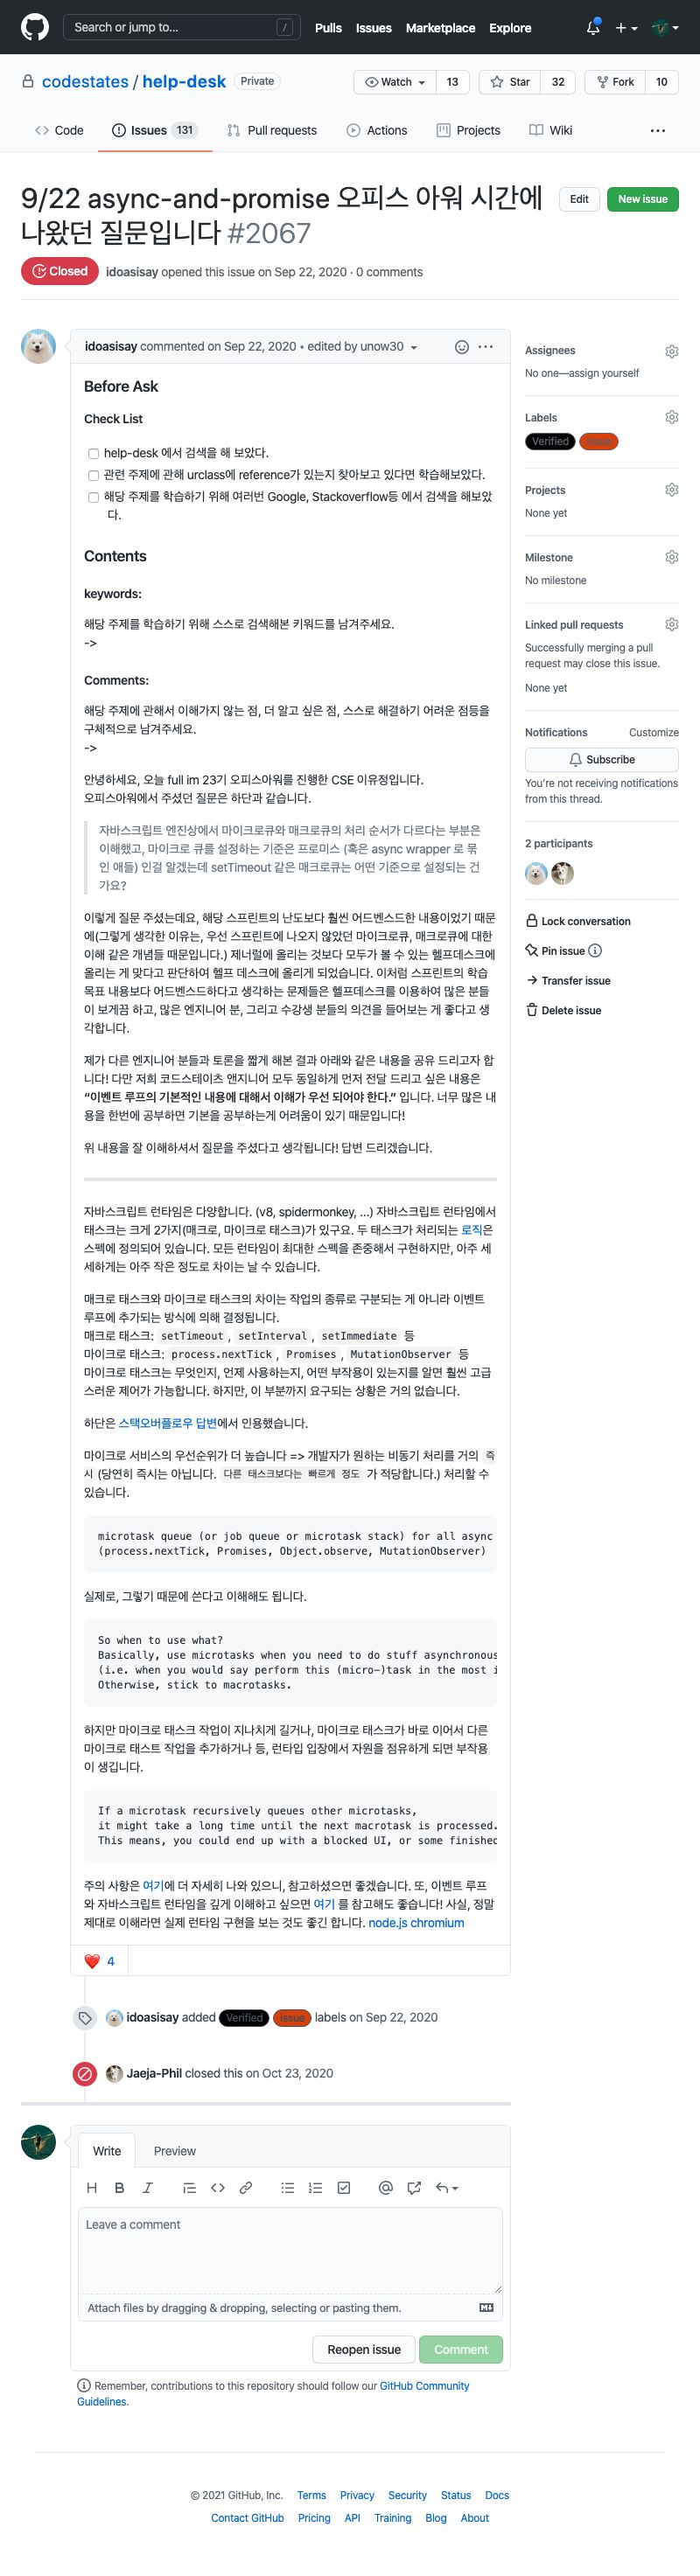 Search or jump to... /
Pulls Issues Marketplace Explore
codestates / help-desk Private
Watch 13 Star 32 Fork 10
Code Issues 131 Pull requests Actions Projects Wiki ...
9/22 async-and-promise 오피스 아워 시간에
나왔던 질문입니다 #2067
Edit New issue
Closed idoasisay opened this issue on Sep 22, 2020 · 0 comments
idoasisay commented on Sep 22, 2020 • edited by unow30
Before Ask
Check List
help-desk 에서 검색을 해 보았다.
관련 주제에 관해 urclass에 reference가 있는지 찾아보고 있다면 학습해보았다.
해당 주제를 학습하기 위해 여러번 Google, Stackoverflow등 에서 검색을 해보았
다.
Contents
keywords:
해당 주제를 학습하기 위해 스스로 검색해본 키워드를 남겨주세요.
->
Comments:
해당 주제에 관해서 이해가지 않는 점, 더 알고 싶은 점, 스스로 해결하기 어려운 점등을
구체적으로 남겨주세요.
->
안녕하세요, 오늘 full im 23기 오피스아워를 진행한 CSE 이유정입니다.
오피스아워에서 주셨던 질문은 하단과 같습니다.
자바스크립트 엔진상에서 마이크로큐와 매크로큐의 처리 순서가 다르다는 부분은
이해했고, 마이크로 큐를 설정하는 기준은 프로미스 (혹은 async wrapper 로 묶
인 애들) 인걸 알겠는데 setTimeout 같은 매크로큐는 어떤 기준으로 설정되는 건
가요?
이렇게 질문 주셨는데요, 해당 스프린트의 난도보다 훨씬 어드벤스드한 내용이었기 때문
에(그렇게 생각한 이유는, 우선 스프린트에 나오지 않았던 마이크로큐, 매크로큐에 대한
이해 같은 개념들 때문입니다.) 제너럴에 올리는 것보다 모두가 볼 수 있는 헬프데스크에
올리는 게 맞다고 판단하여 헬프 데스크에 올리게 되었습니다. 이처럼 스프린트의 학습
목표 내용보다 어드벤스드하다고 생각하는 문제들은 헬프데스크를 이용하여 많은 분들
이 보게끔 하고, 많은 엔지니어 분, 그리고 수강생 분들의 의견을 들어보는 게 좋다고 생
각합니다.
제가 다른 엔지니어 분들과 토론을 짧게 해본 결과 아래와 같은 내용을 공유 드리고자 합
니다! 다만 저희 코드스테이츠 앤지니어 모두 동일하게 먼저 전달 드리고 싶은 내용은
“이벤트 루프의 기본적인 내용에 대해서 이해가 우선 되어야 한다.” 입니다. 너무 많은 내
용을 한번에 공부하면 기본을 공부하는게 어려움이 있기 때문입니다!
위 내용을 잘 이해하셔서 질문을 주셨다고 생각됩니다! 답변 드리겠습니다.
자바스크립트 런타임은 다양합니다. (v8, spidermonkey, ...) 자바스크립트 런타임에서
태스크는 크게 2가지(매크로, 마이크로 태스크)가 있구요. 두 태스크가 처리되는 로직은
스펙에 정의되어 있습니다. 모든 런타임이 최대한 스펙을 존중해서 구현하지만, 아주 세
세하게는 아주 작은 정도로 차이는 날 수 있습니다.
매크로 태스크와 마이크로 태스크의 차이는 작업의 종류로 구분되는 게 아니라 이벤트
루프에 추가되는 방식에 의해 결정됩니다.
매크로 태스크: setTimeout , setInterval , setImmediate 등
마이크로 태스크: process.nextTick , Promises , MutationObserver 등
마이크로 태스크는 무엇인지, 언제 사용하는지, 어떤 부작용이 있는지를 알면 훨씬 고급
스러운 제어가 가능합니다. 하지만, 이 부분까지 요구되는 상황은 거의 없습니다.
하단은 스택오버플로우 답변에서 인용했습니다.
마이크로 서비스의 우선순위가 더 높습니다 => 개발자가 원하는 비동기 처리를 거의 즉
시 (당연히 즉시는 아닙니다. 다른 태스크보다는 빠르게 정도 가 적당합니다.) 처리할 수
있습니다.
microtask queue (or job queue or microtask stack) for all async
(process.nextTick, Promises, Object.observe, MutationObserver)
실제로, 그렇기 때문에 쓴다고 이해해도 됩니다.
So when to use what?
Basically, use microtasks when you need to do stuff asynchronous
(i.e. when you would say perform this (micro-)task in the most i
Otherwise, stick to macrotasks.
하지만 마이크로 태스크 작업이 지나치게 길거나, 마이크로 태스크가 바로 이어서 다른
마이크로 태스트 작업을 추가하거나 등, 런타입 입장에서 자원을 점유하게 되면 부작용
이 생깁니다.
If a microtask recursively queues other microtasks,
it might take a long time until the next macrotask is processed.
This means, you could end up with a blocked UI, or some finished
주의 사항은 여기에 더 자세히 나와 있으니, 참고하셨으면 좋겠습니다. 또, 이벤트 루프
와 자바스크립트 런타임을 깊게 이해하고 싶으면 여기 를 참고해도 좋습니다! 사실, 정말
제대로 이해라면 실제 런타임 구현을 보는 것도 좋긴 합니다. node.js chromium
4
idoasisay added Verified issue labels on Sep 22, 2020
Jaeja-Phil closed this on Oct 23, 2020
Write Preview
Leave a comment
Attach files by dragging & dropping, selecting or pasting them.
Reopen issue Comment
Remember, contributions to this repository should follow our GitHub Community
Guidelines.
Assignees
No one—assign yourself
Labels
Verified issue
Projects
None yet
Milestone
No milestone
Linked pull requests
Successfully merging a pull
request may close this issue.
None yet
Notifications Customize
Subscribe
You’re not receiving notifications
from this thread.
2 participants
Lock conversation
Pin issue
Transfer issue
Delete issue
© 2021 GitHub, Inc. Terms Privacy Security Status Docs
Contact GitHub Pricing API Training Blog About